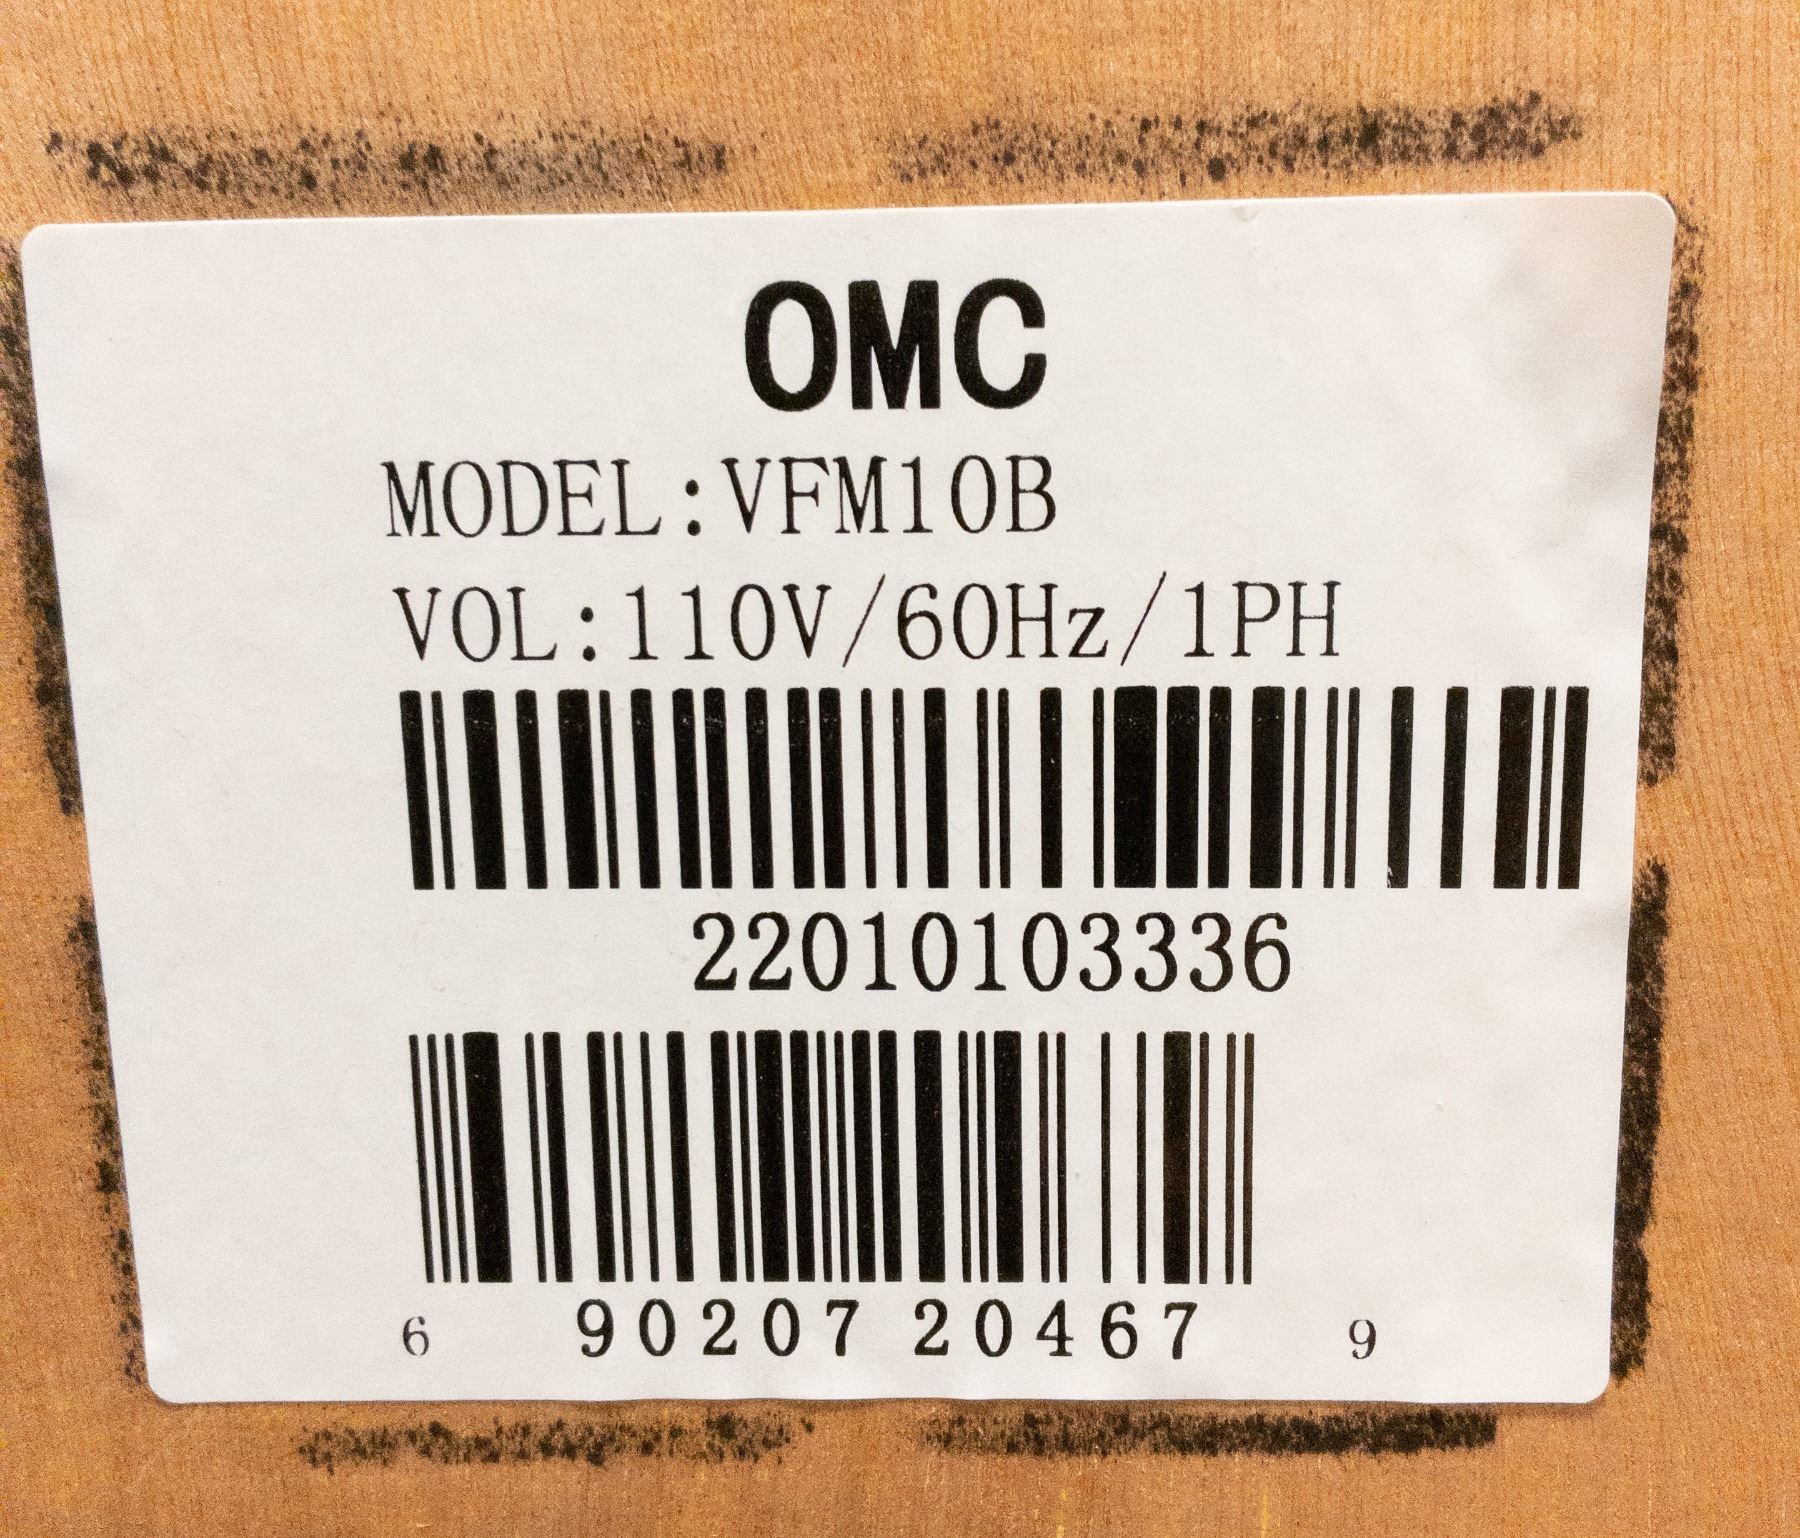 OMC
MODEL:VFM10B
VOL:110V/60Hz/1PH
22010103336
6 90207 20467 9